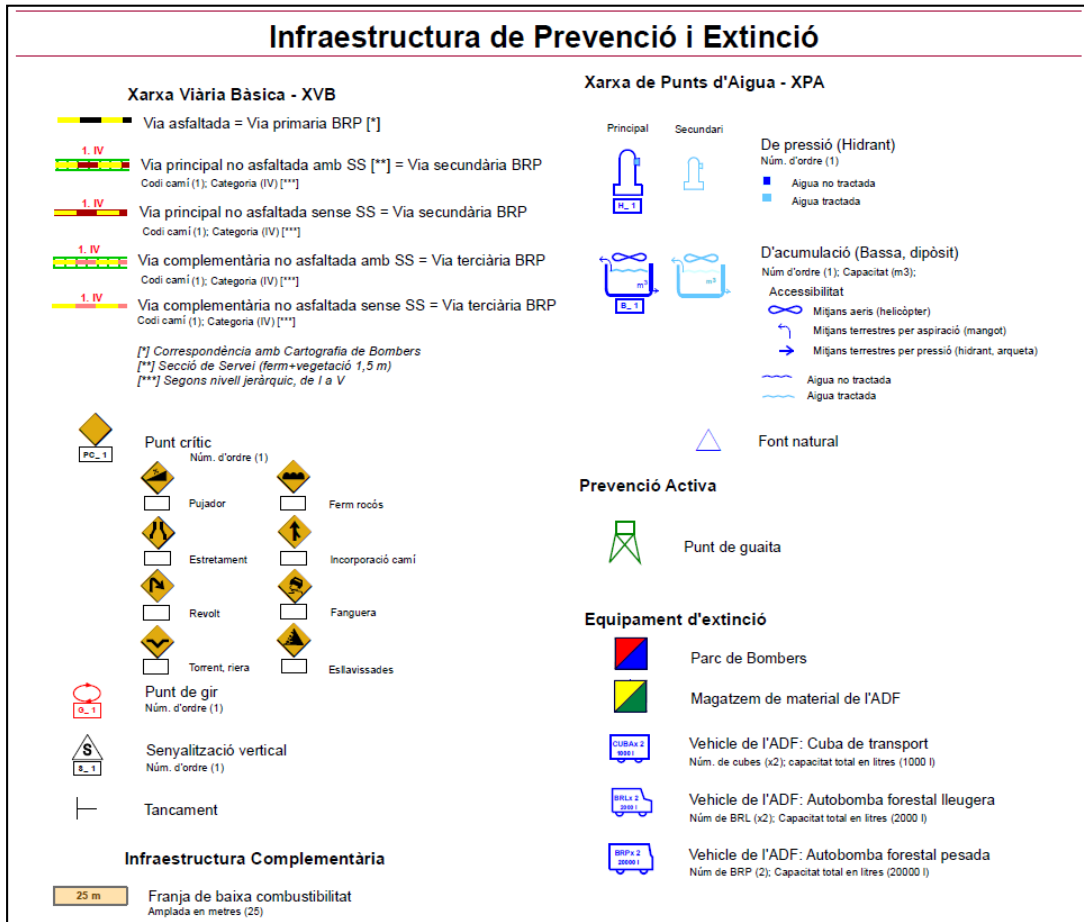 Infraestructura de Prevenció i Extinció
Xarxa Viària Bàsica - XVB
Via asfaltada = Via primaria BRP [*]
1. IV
Via principal no asfaltada amb SS [**] = Via secundària BRP
Codi camí (1); Categoria (IV) [***]
1. IV
Via principal no asfaltada sense SS = Via secundària BRP
Codi camí (1); Categoria (IV) [***]
1. IV
Via complementària no asfaltada amb SS = Via terciària BRP
Codi camí (1); Categoria (IV) [***]
1. IV
Via complementària no asfaltada sense SS = Via terciària BRP
Codi camí (1); Categoria (IV) [***]
[*] Correspondència amb Cartografia de Bombers
[**] Secció de Servei (ferm+vegetació 1,5 m)
[***] Segons nivell jeràrquic, de I a V
PC_1
Punt crític
Núm. d'ordre (1)
Pujador
Ferm rocós
Estretament
Incorporació camí
Revolt
Fanguera
Torrent, riera
Esllavissades
G_1
Punt de gir
Núm. d'ordre (1)
S
S_1
Senyalització vertical
Núm. d'ordre (1)
Tancament
Infraestructura Complementària
25 m
Franja de baixa combustibilitat
Amplada en metres (25)
Xarxa de Punts d'Aigua - XPA
Principal
Secundari
H_1
De pressió (Hidrant)
Núm. d'ordre (1)
Aigua no tractada
Aigua tractada
m3
B_1
m3
D'acumulació (Bassa, dipòsit)
Núm d'ordre (1); Capacitat (m3);
Accessibilitat
Mitjans aeris (helicòpter)
Mitjans terrestres per aspiració (mangot)
Mitjans terrestres per pressió (hidrant, arqueta)
Aigua no tractada
Aigua tractada
Font natural
Prevenció Activa
Punt de guaita
Equipament d'extinció
Parc de Bombers
Magatzem de material de l'ADF
CUBAx 2
1000 l
Vehicle de l'ADF: Cuba de transport
Núm. de cubes (x2); capacitat total en litres (1000 l)
BRLx 2
2000 l
Vehicle de l'ADF: Autobomba forestal lleugera
Núm de BRL (x2); Capacitat total en litres (2000 l)
BRPx 2
20000 l
Vehicle de l'ADF: Autobomba forestal pesada
Núm de BRP (2); Capacitat total en litres (20000 l)